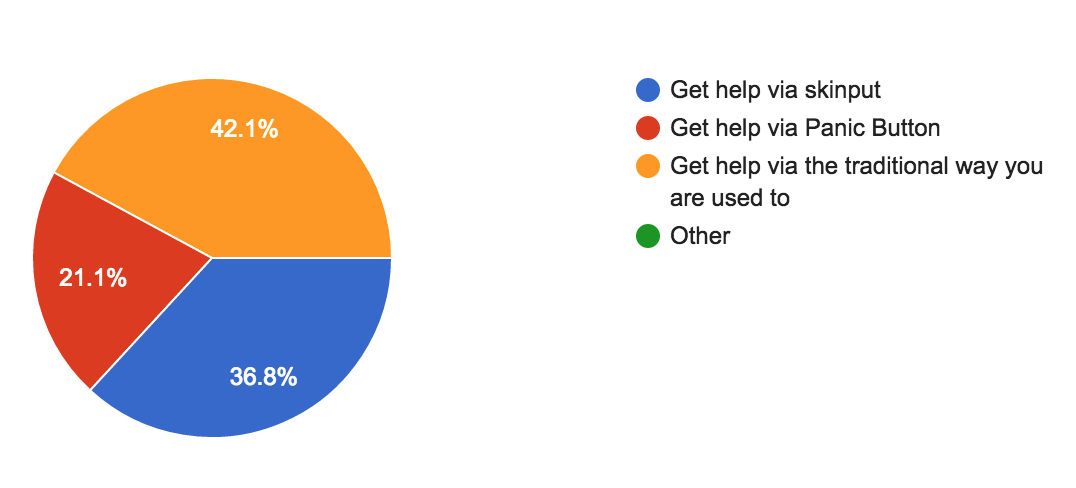 42.1%
21.1%
36.8%
Get help via skinput
Get help via Panic Button
Get help via the traditional way you
are used to
Other